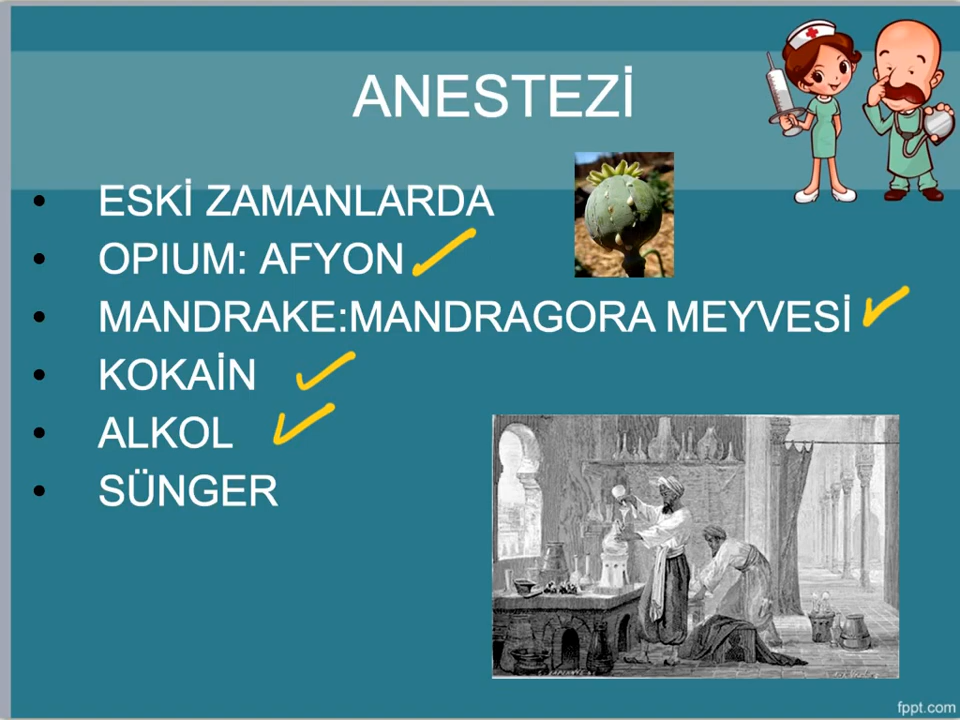 ANESTEZİ
• ESKİ ZAMANLARDA
• OPIUM: AFYON
• MANDRAKE:MANDRAGORA MEYVESİ
• KOKAİN
• ALKOL
• SÜNGER
fppt.com